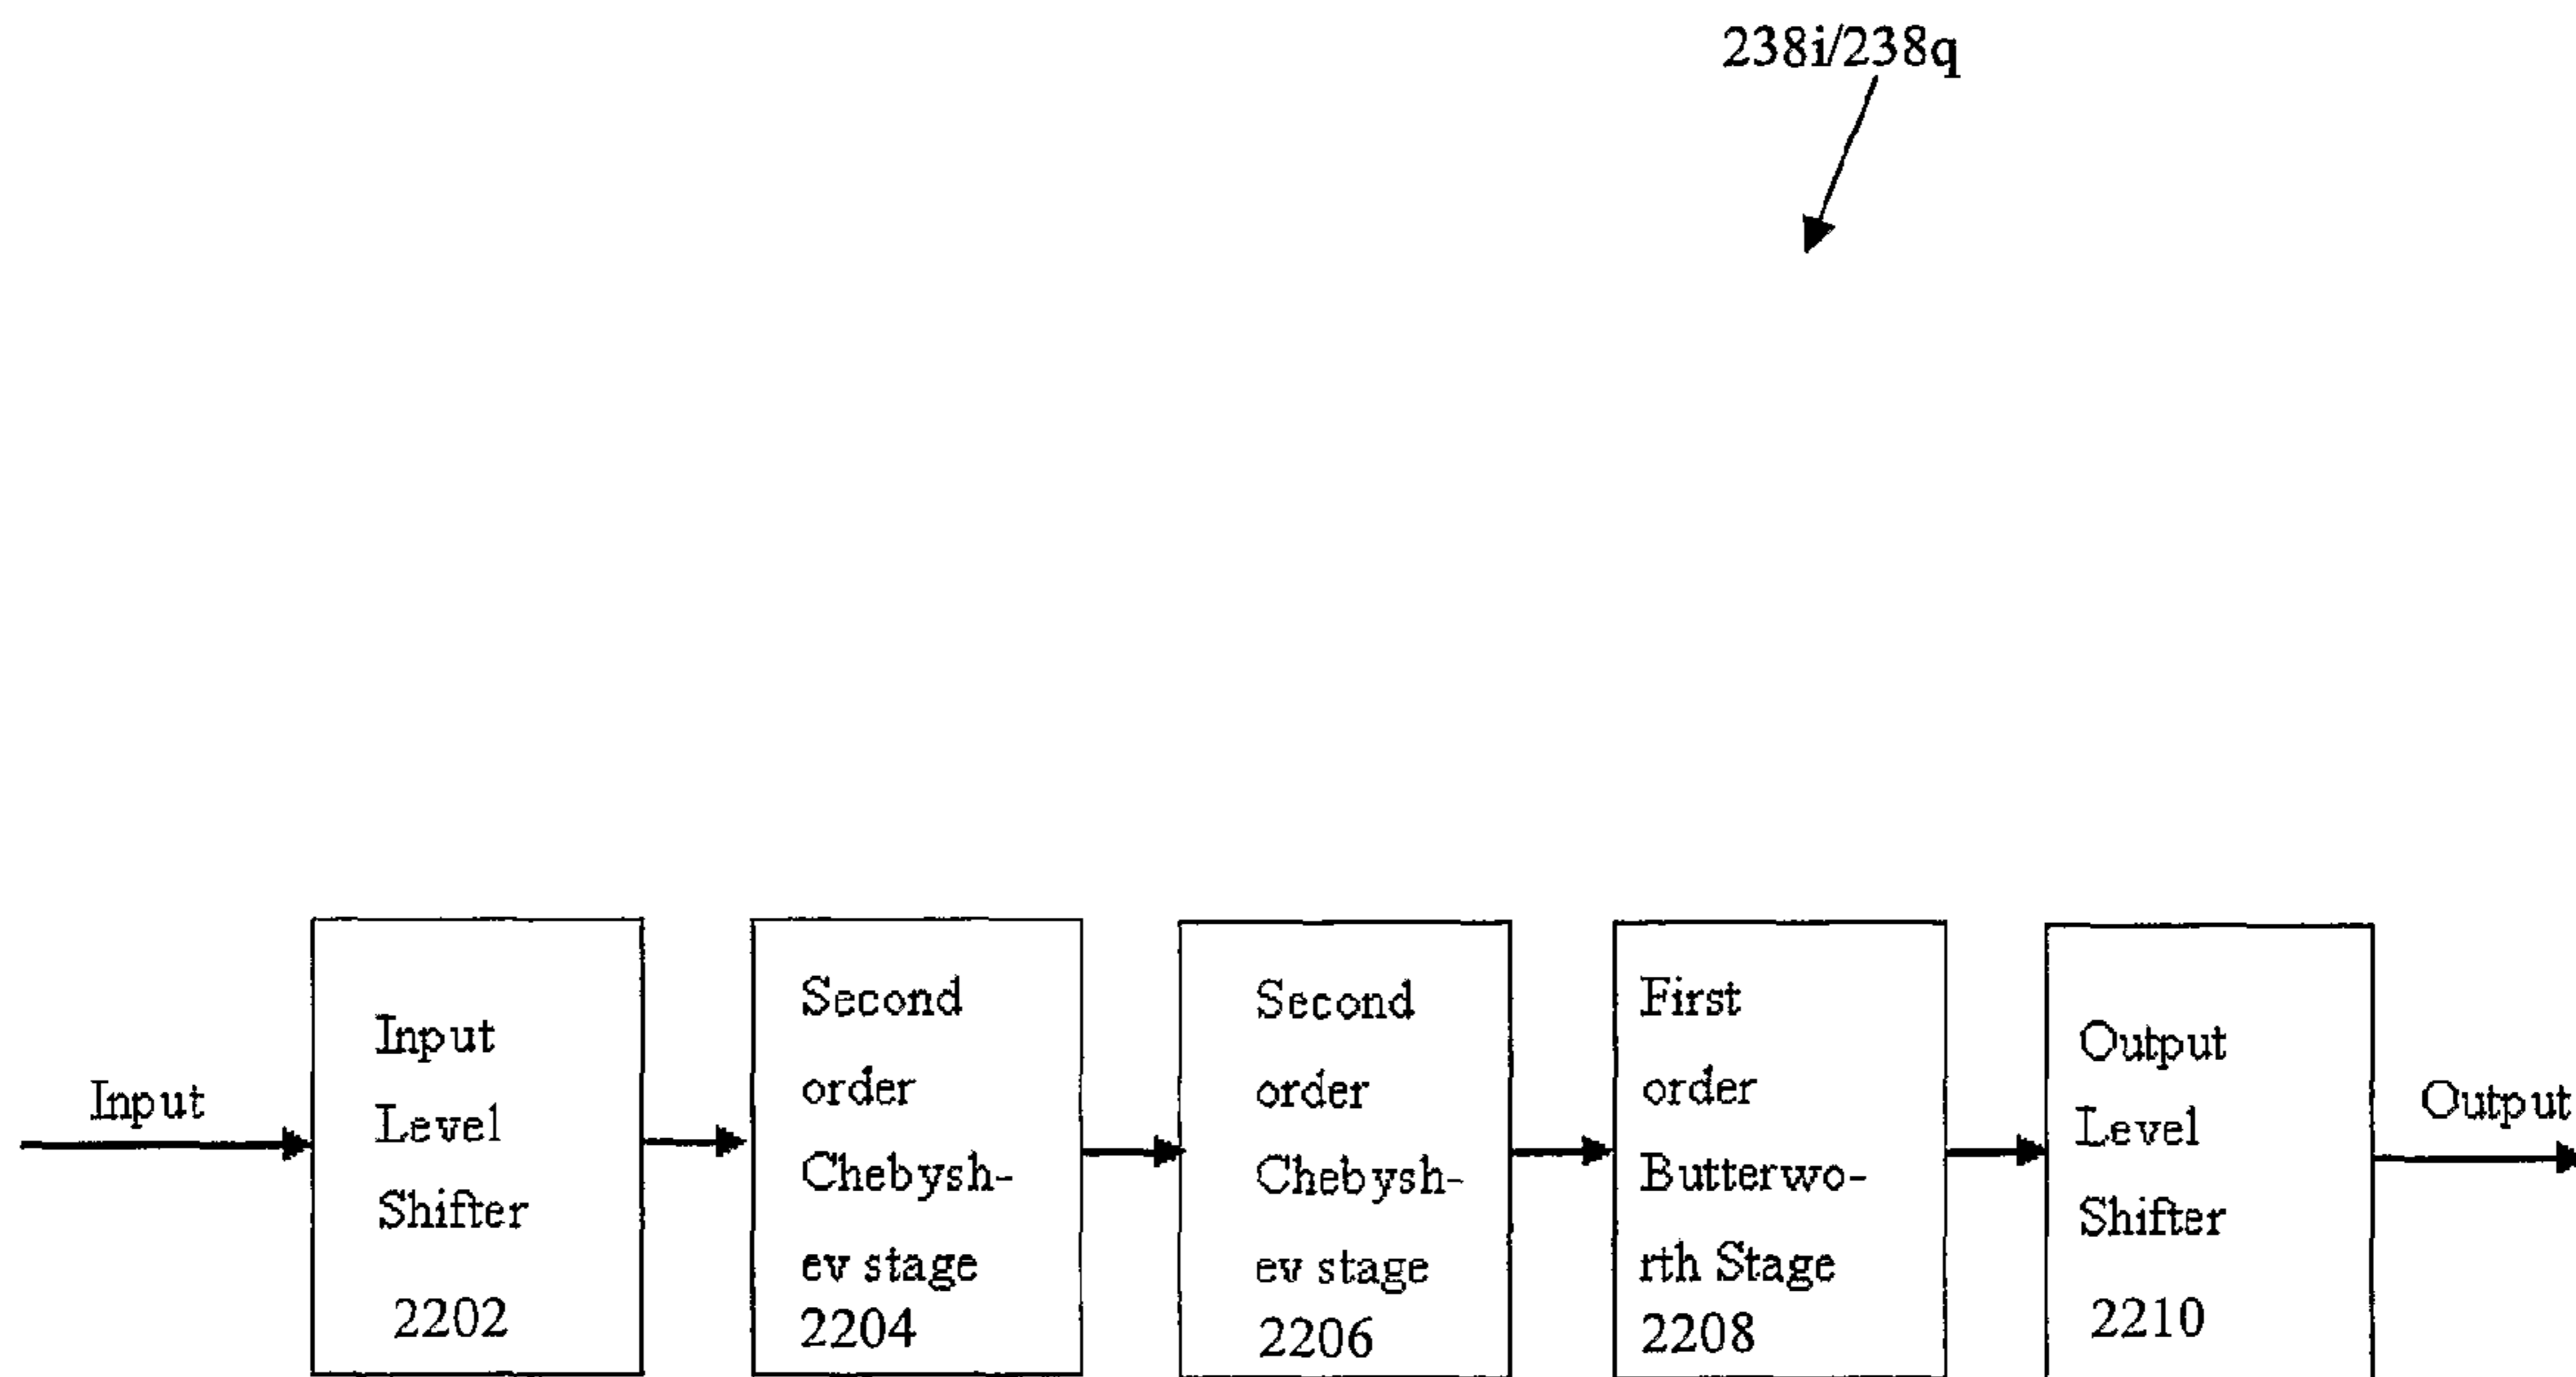 238i/238q
Input
Input
Level
Shifter
2202
Second
order
Chebysh-
ev stage
2204
Second
order
Chebysh-
ev stage
2206
First
order
Butterwo-
rth Stage
2208
Output
Level
Shifter
2210
Output